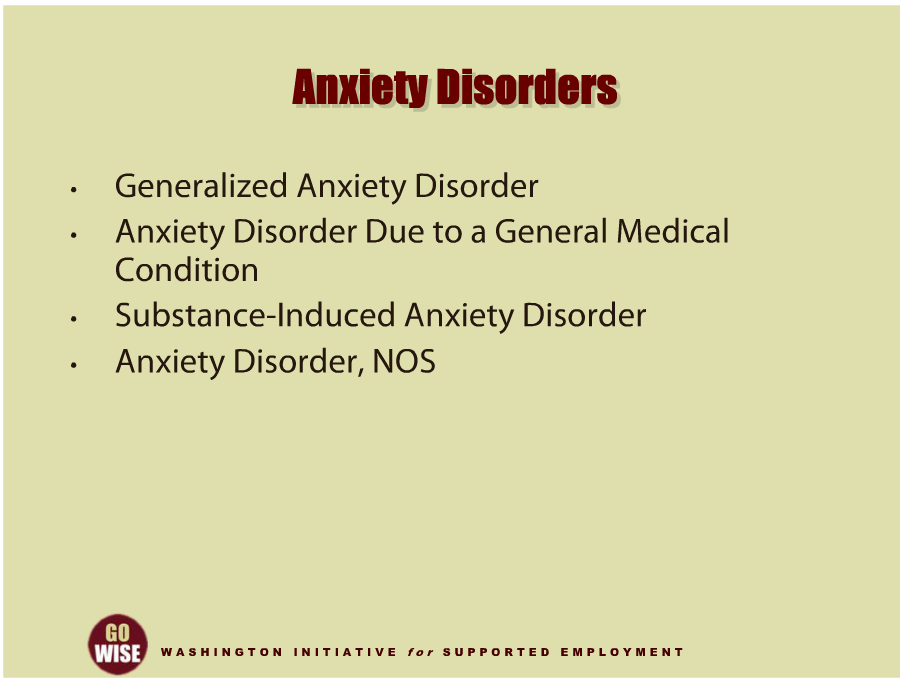 Anxiety Disorders
• Generalized Anxiety Disorder
• Anxiety Disorder Due to a General Medical
Condition
• Substance-Induced Anxiety Disorder
• Anxiety Disorder, NOS
GO
WISE
WASHINGTON INITIATIVE for SUPPORTED EMPLOYMENT